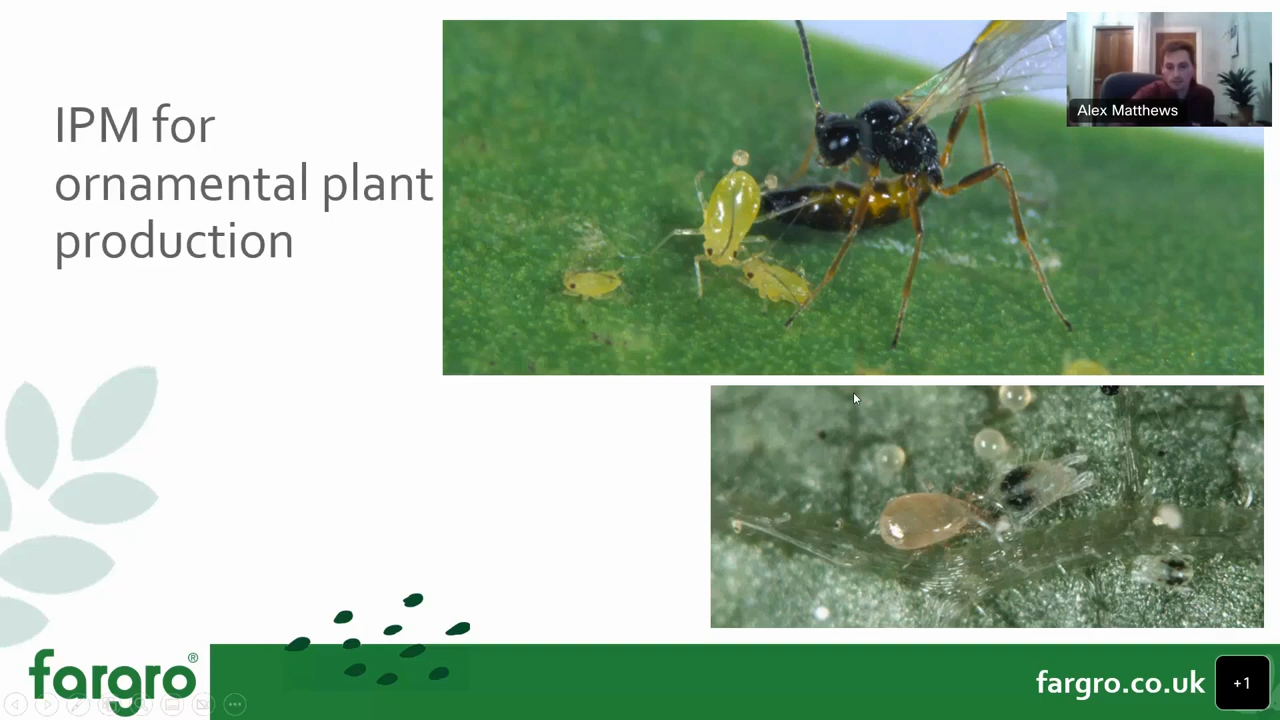 IPM for
ornamental plant
production
Alex Matthews
fargro®
fargro.co.uk
+1